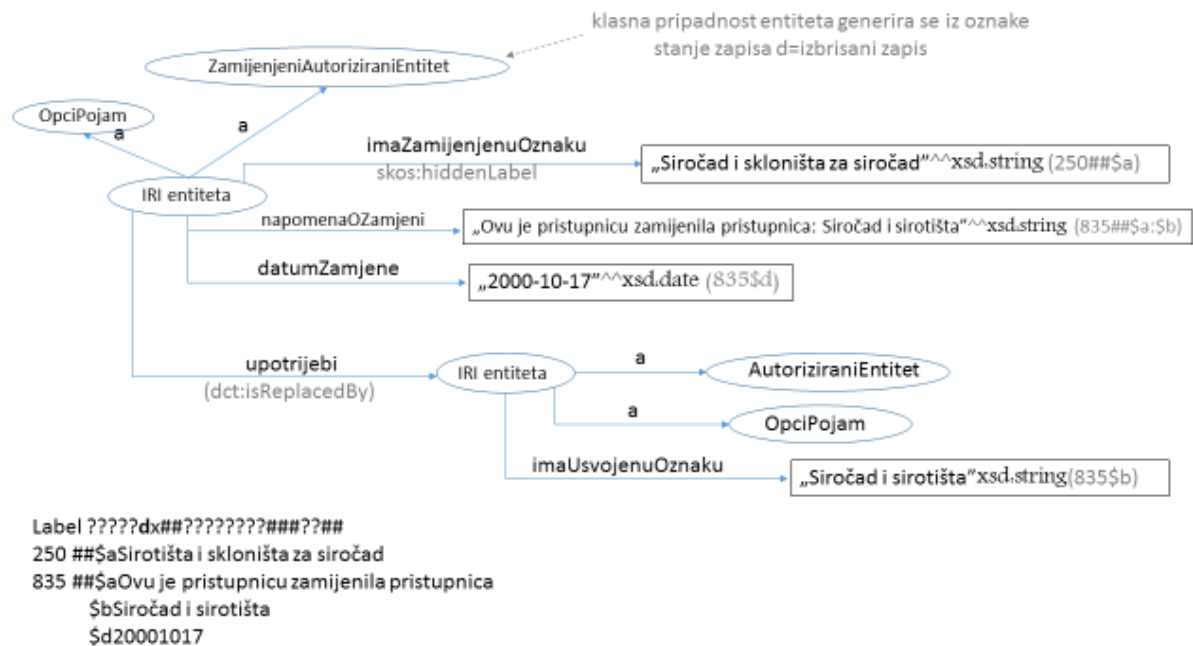 klasna pripadnost entiteta generira se iz oznake
stanje zapisa d=izbrisani zapis
ZamijenjeniAutoriziraniEntitet
OpciPojam
a
a
imaZamijenjenuOznaku
skos:hiddenLabel
„Siročad i skloništa za siročad”^^xsd:string (250##$a)
IRI entiteta
napomenaOZamjeni
„Ovu je pristupnicu zamijenila pristupnica: Siročad i sirotišta”^^xsd:string (835##$a:$b)
datumZamjene
„2000-10-17”^^xsd:date (835$d)
upotrijebi
(dct:isReplacedBy)
IRI entiteta
a
AutoriziraniEntitet
a
OpciPojam
imaUsvojenuOznaku
„Siročad i sirotišta”xsd:string(835$b)
Label ?????dx##????????###??##
250 ##$aSirotišta i skloništa za siročad
835 ##$aOvu je pristupnicu zamijenila pristupnica
$bSiročad i sirotišta
$d20001017